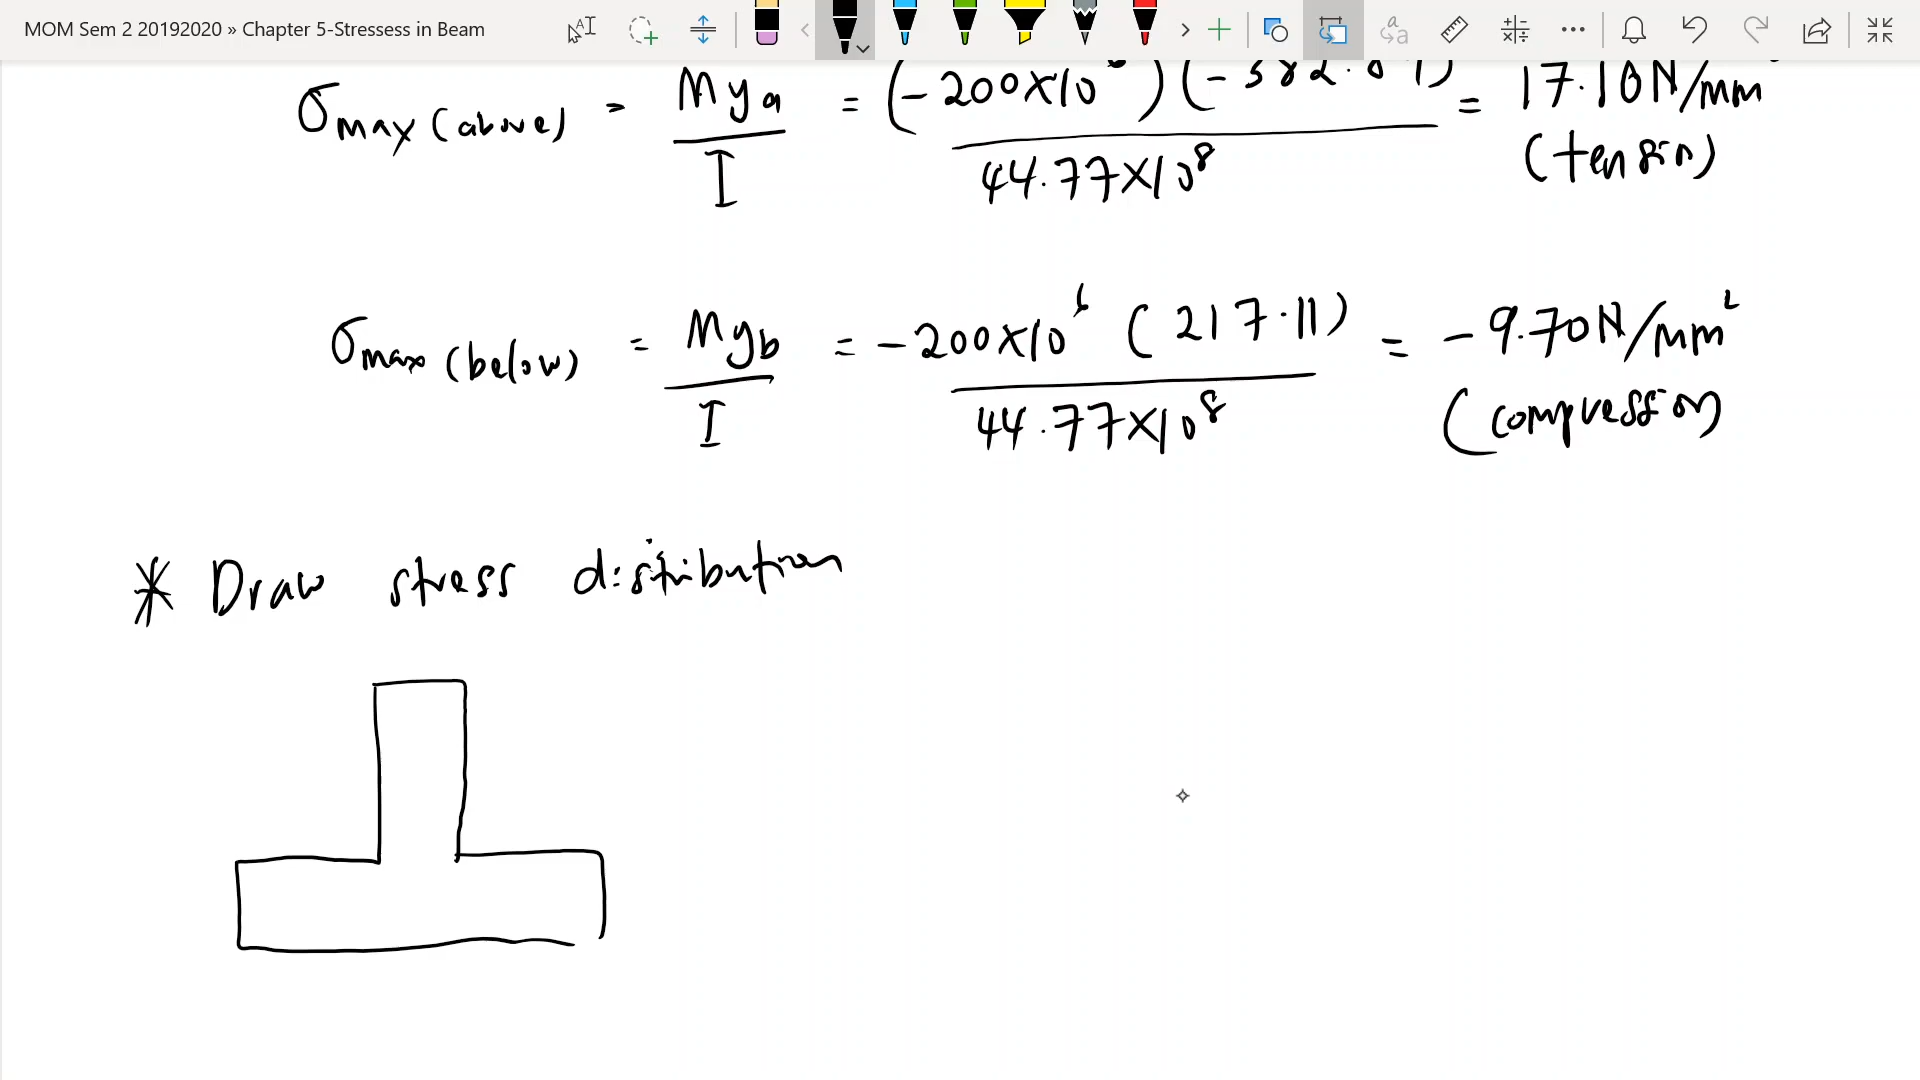 MOM Sem 2 20192020 » Chapter 5-Stressess in Beam
σmax (above) = Mya / I = (-200x10⁶)(-382.89) / 44.77x10⁸ = 17.10N/mm²
(tension)
σmax (below) = Myb / I = -200x10⁶ (217.11) / 44.77x10⁸ = -9.70N/mm²
(compression)
* Draw stress distribution